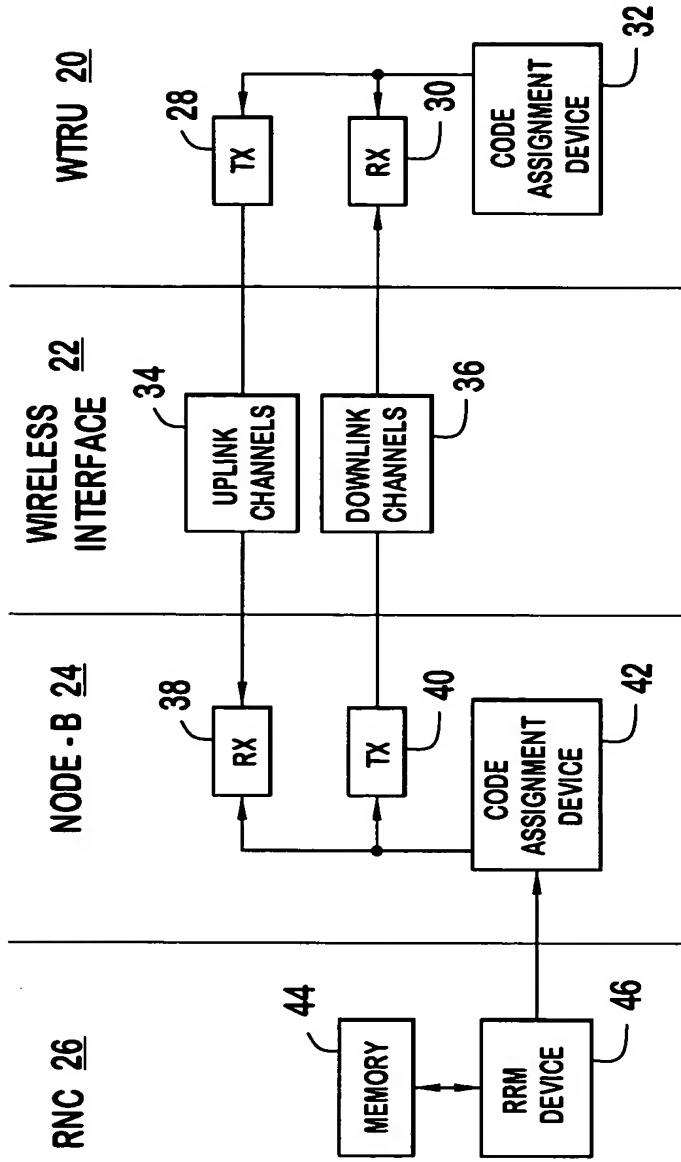 RNC 26
44
MEMORY
RRM
DEVICE
46
NODE - B 24
38
RX
TX
40
CODE
ASSIGNMENT
DEVICE
42
WIRELESS
INTERFACE 22
34
UPLINK
CHANNELS
DOWNLINK
CHANNELS
36
WTRU 20
28
TX
RX
30
CODE
ASSIGNMENT
DEVICE
32